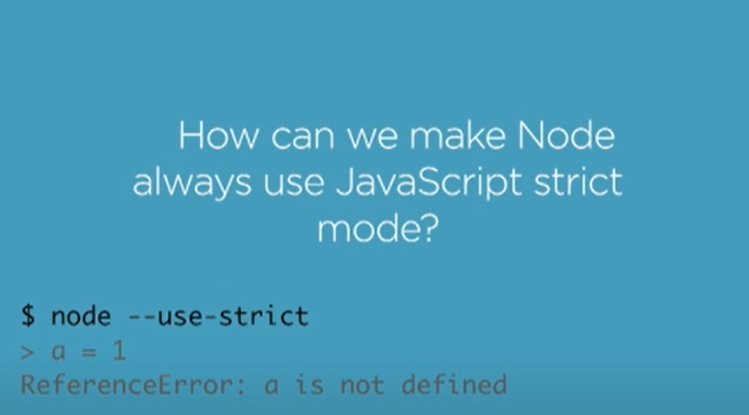 How can we make Node
always use JavaScript strict
mode?
$ node --use-strict
> a = 1
ReferenceError: a is not defined